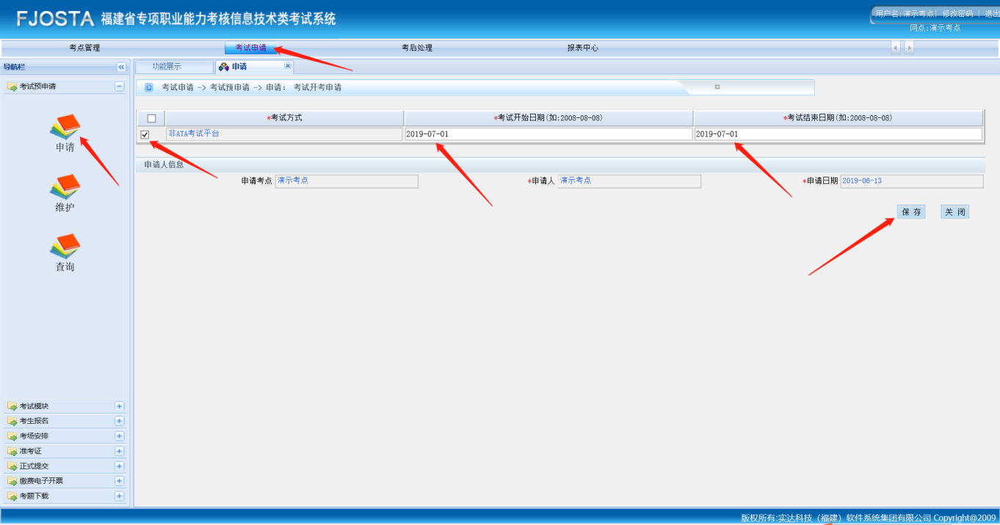 FJOSTA 福建省专项职业能力考核信息技术类考试系统
用户名:演示考点| 修改密码 | 退出
网点:演示考点
考点管理 考试申请 考后处理 报表中心
导航栏 功能展示 申请
考试预申请
考试申请 -> 考试预申请 -> 申请： 考试开考申请
*考试方式 *考试开始日期(如:2008-08-08) *考试结束日期(如:2008-08-08)
非ATA考试平台 2019-07-01 2019-07-01
申请
申请人信息
申请考点 演示考点 *申请人 演示考点 *申请日期 2019-06-13
维护
保 存 关 闭
查询
考试模块
考生报名
考场安排
准考证
正式提交
缴费电子开票
考题下载
版权所有:实达科技（福建）软件系统集团有限公司 Copyright@2009